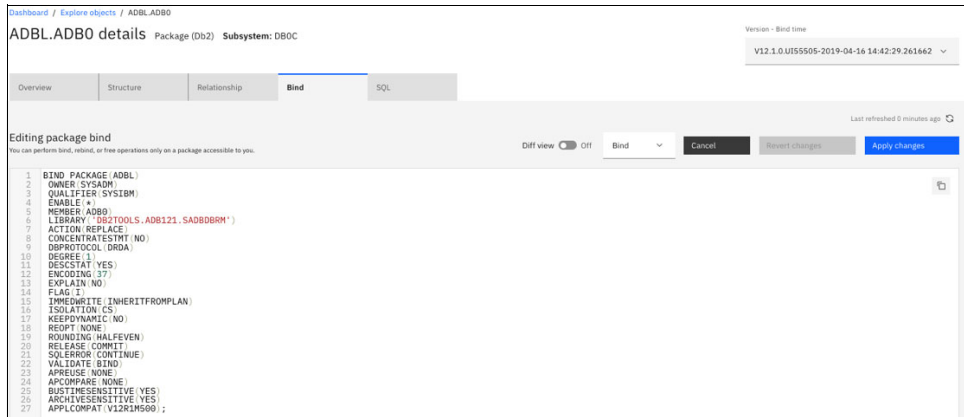 Dashboard / Explore objects / ADBL.ADB0
ADBL.ADB0 details Package (Db2) Subsystem: DB0C
Version - Bind time
V12.1.0.UI55505-2019-04-16 14:42:29.261662
Overview Structure Relationship Bind SQL
Last refreshed 0 minutes ago
Editing package bind
You can perform bind, rebind, or free operations only on a package accessible to you.
Diff view Off Bind Cancel Revert changes Apply changes
1 BIND PACKAGE(ADBL)
2 OWNER(SYSADM)
3 QUALIFIER(SYSIBM)
4 ENABLE(*)
5 MEMBER(ADB0)
6 LIBRARY('DB2TOOLS.ADB121.SADBDBRM')
7 ACTION(REPLACE)
8 CONCENTRATESTMT(NO)
9 DBPROTOCOL(DRDA)
10 DEGREE(1)
11 DESCSTAT(YES)
12 ENCODING(37)
13 EXPLAIN(NO)
14 FLAG(I)
15 IMMEDWRITE(INHERITFROMPLAN)
16 ISOLATION(CS)
17 KEEPDYNAMIC(NO)
18 REOPT(NONE)
19 ROUNDING(HALFEVEN)
20 RELEASE(COMMIT)
21 SQLERROR(CONTINUE)
22 VALIDATE(BIND)
23 APREUSE(NONE)
24 APCOMPARE(NONE)
25 BUSTIMESENSITIVE(YES)
26 ARCHIVESENSITIVE(YES)
27 APPLCOMPAT(V12R1M500);